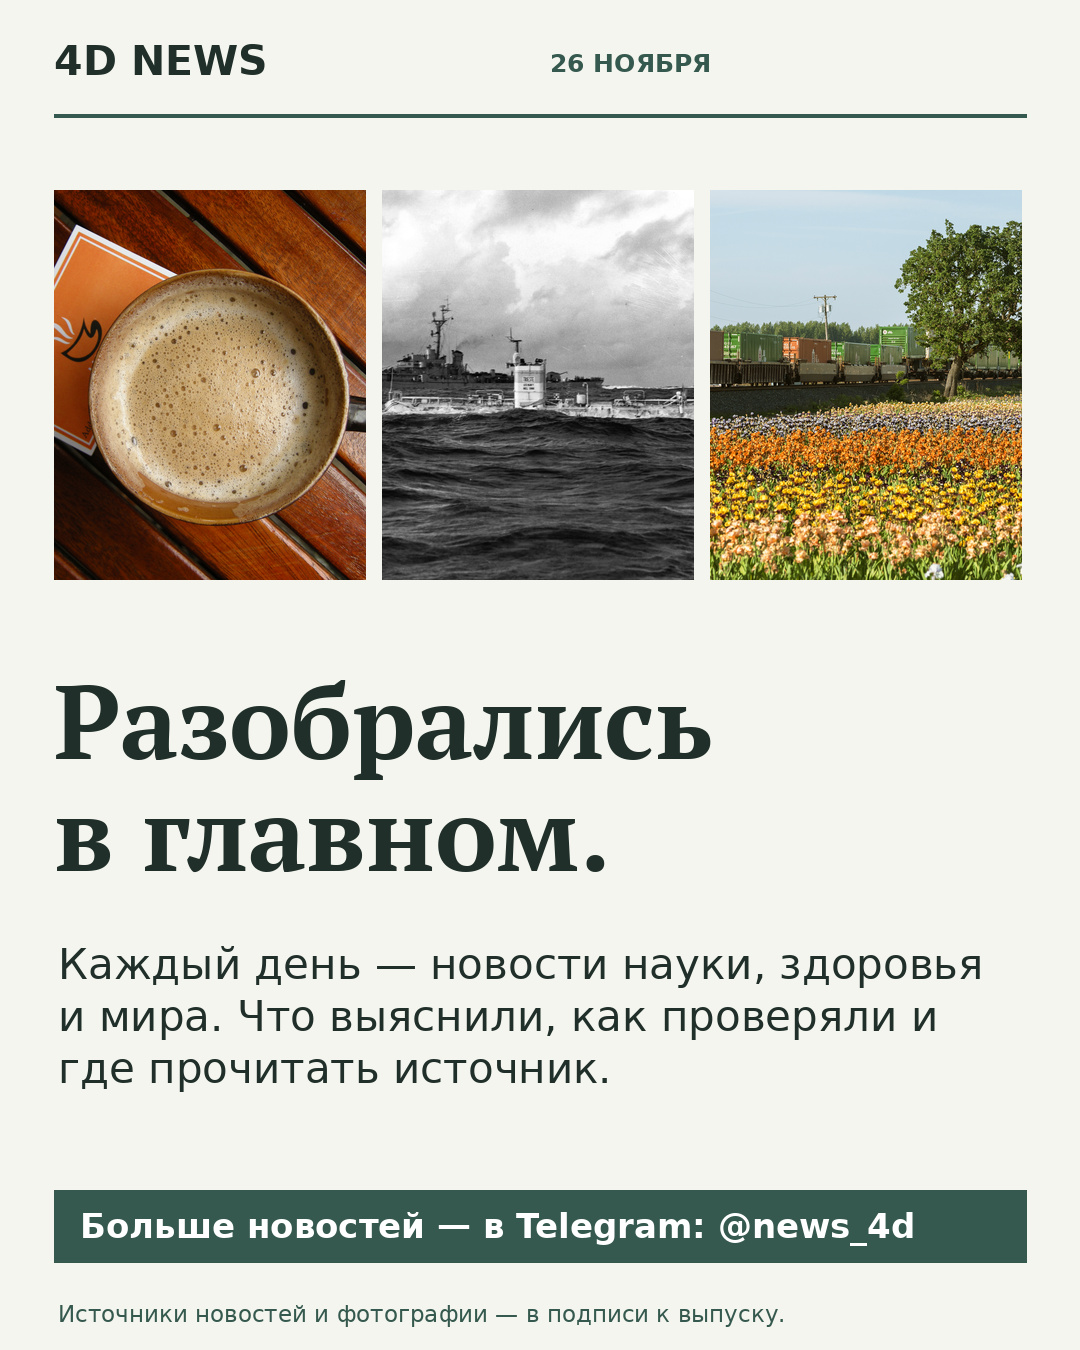 4D NEWS
26 НОЯБРЯ
Разобрались
в главном.
Каждый день — новости науки, здоровья
и мира. Что выяснили, как проверяли и
где прочитать источник.
Больше новостей — в Telegram: @news_4d
Источники новостей и фотографии — в подписи к выпуску.